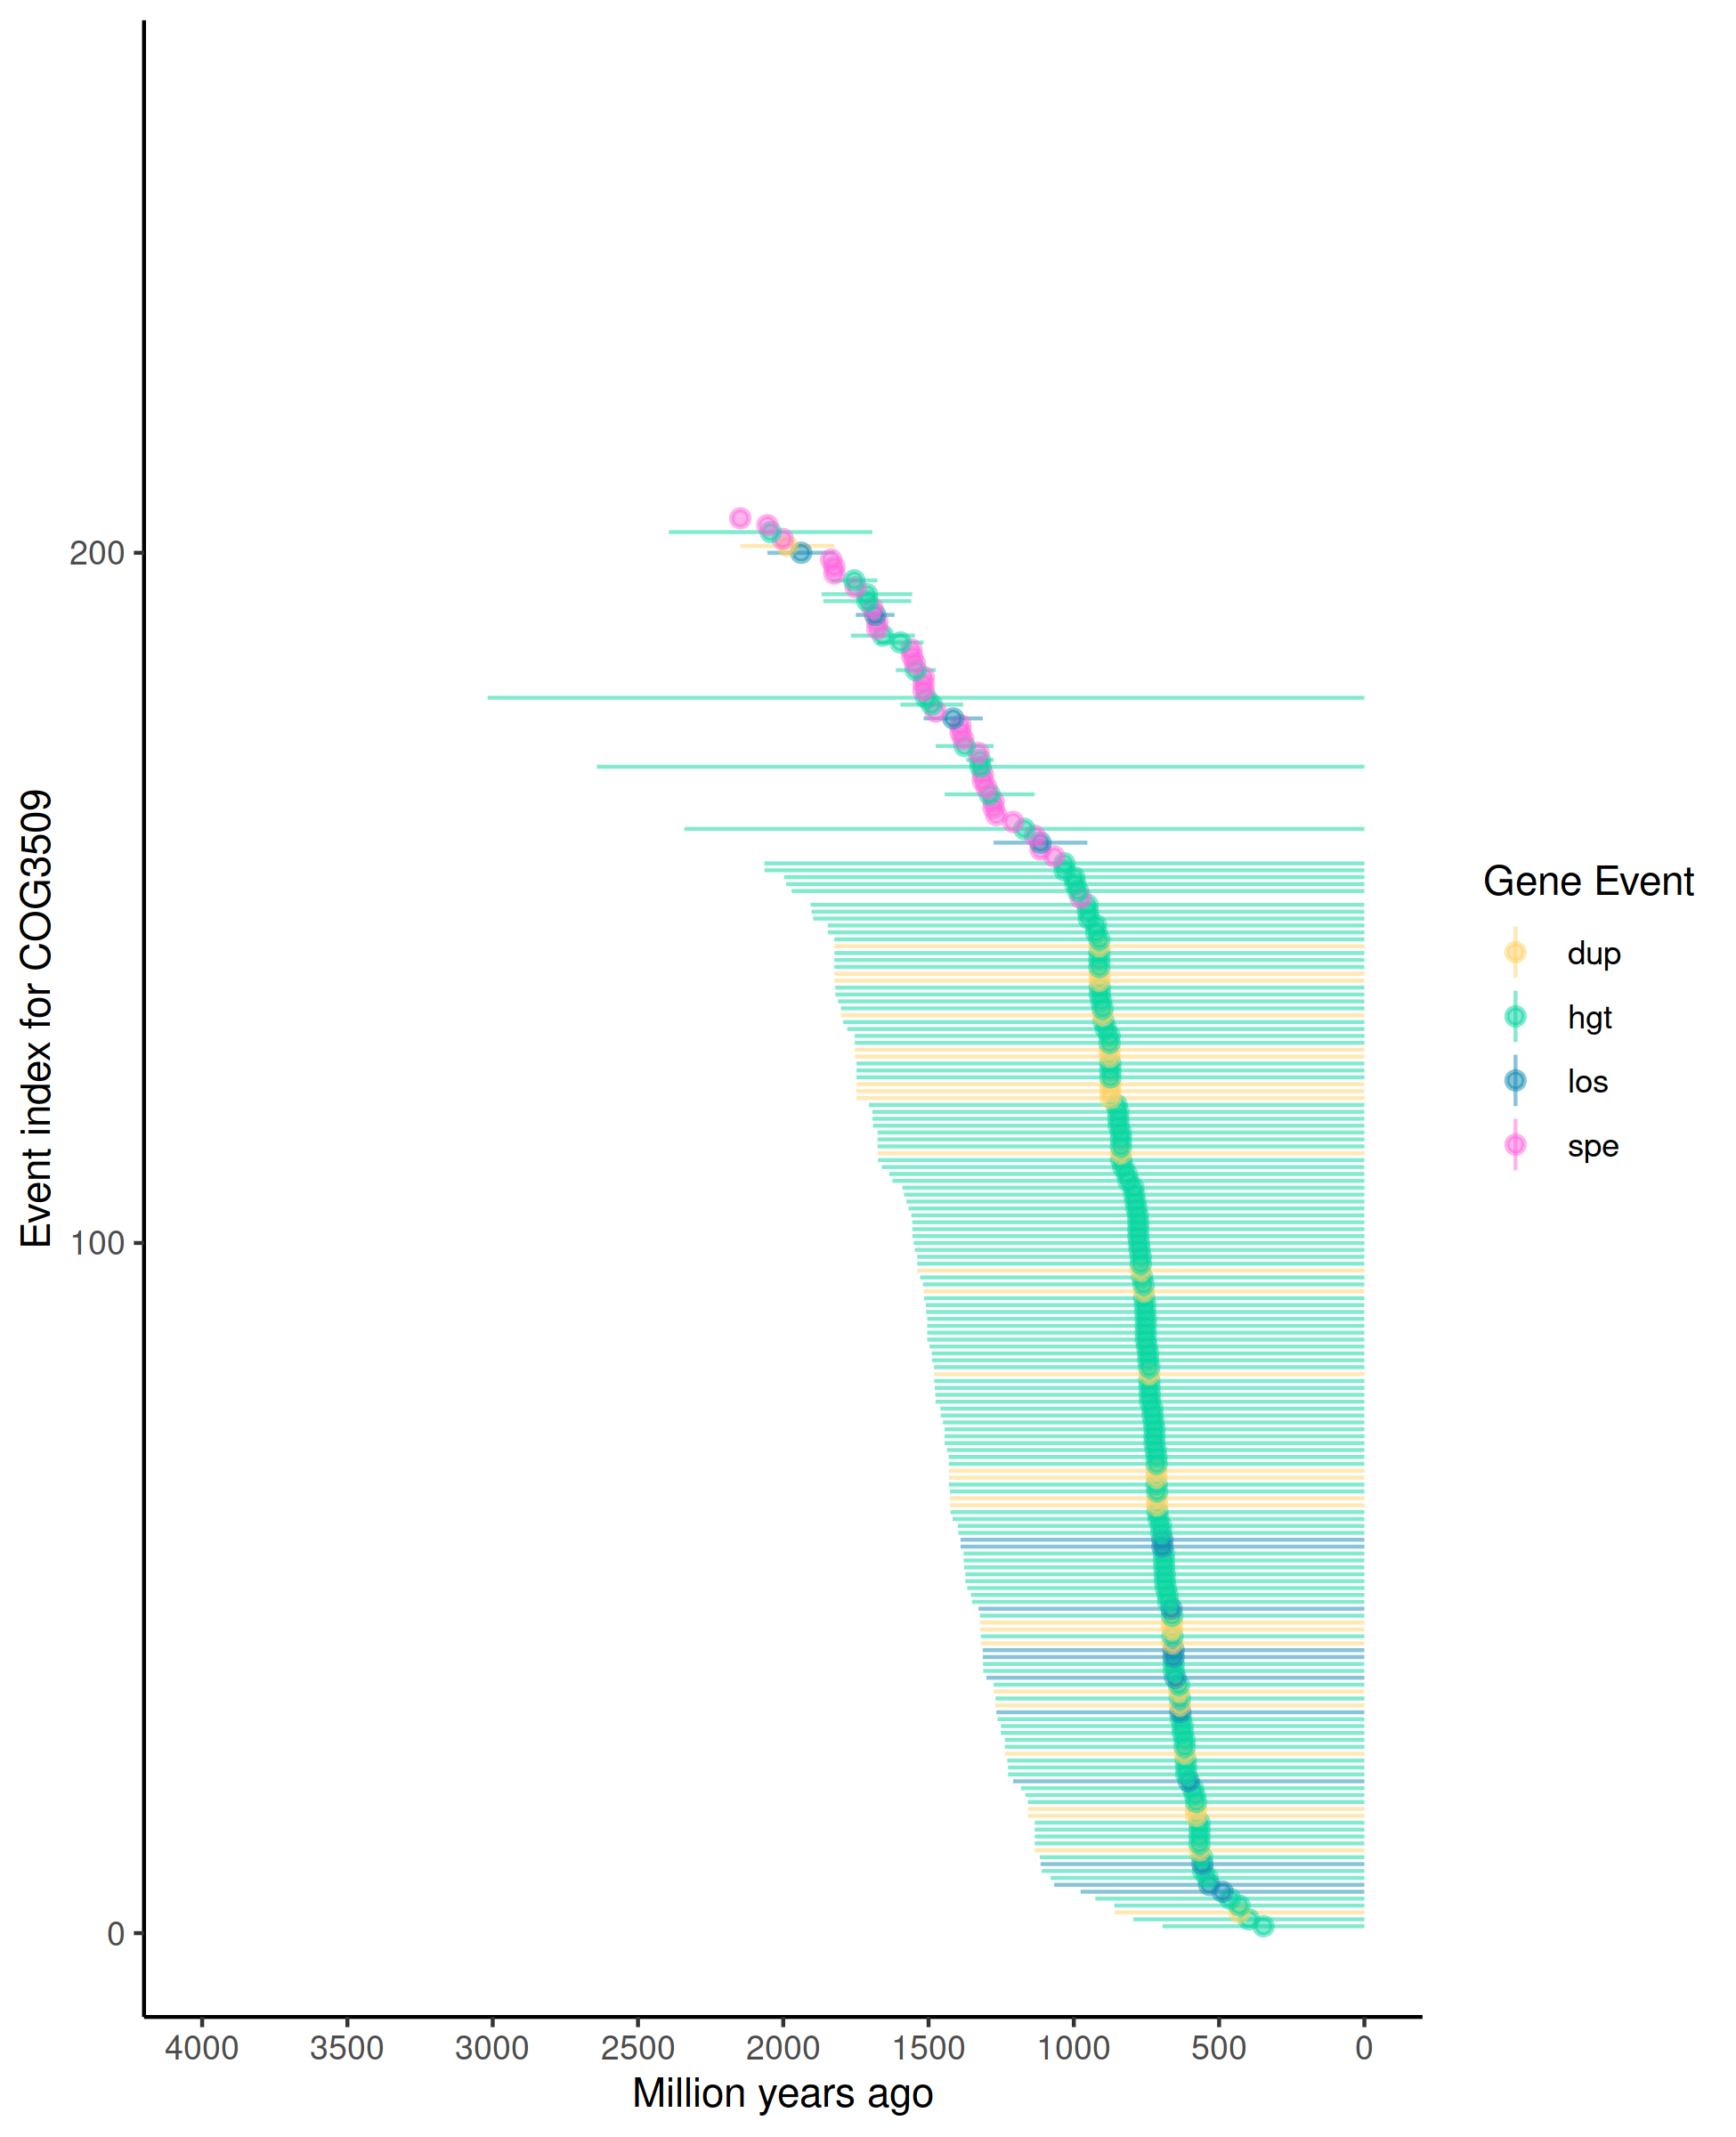 Event index for COG3509
200
100
0
4000 3500 3000 2500 2000 1500 1000 500 0
Million years ago
Gene Event
dup
hgt
los
spe